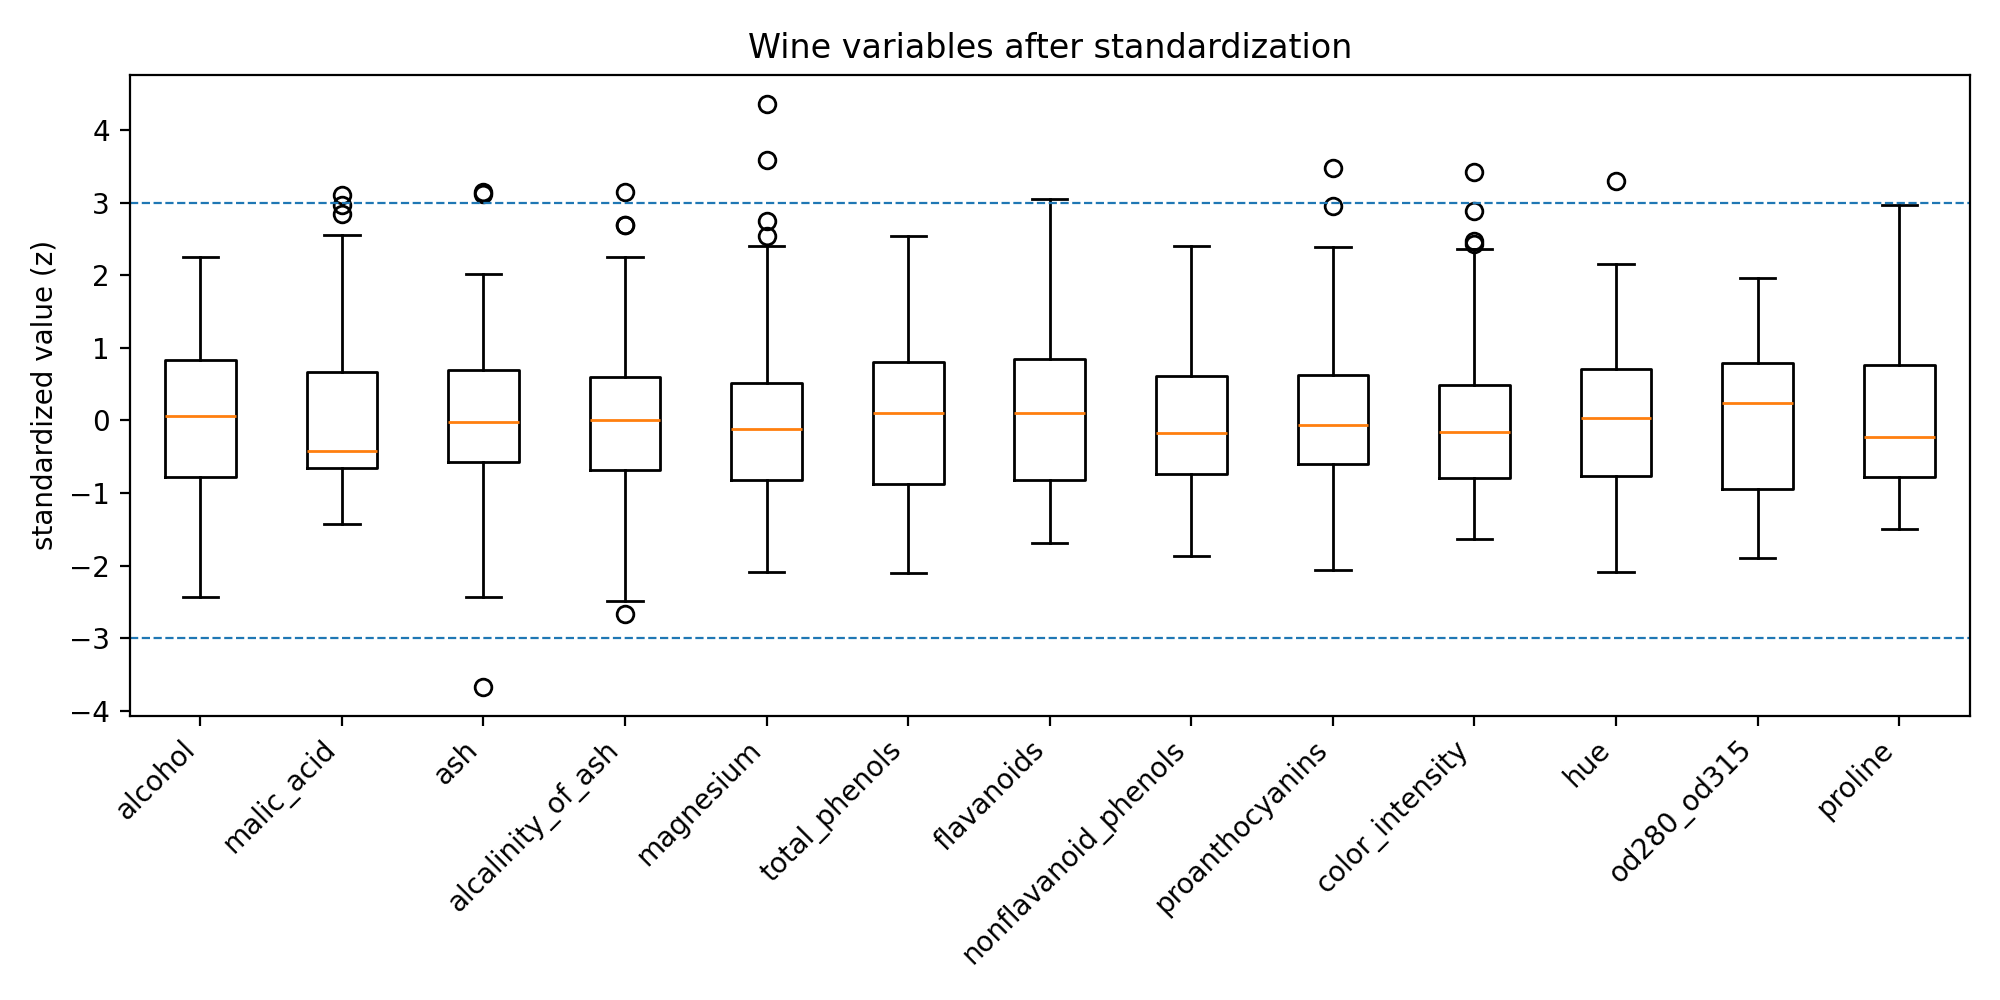 Wine variables after standardization
standardized value (z)
4
3
2
1
0
−1
−2
−3
−4
alcohol
malic_acid
ash
alcalinity_of_ash
magnesium
total_phenols
flavanoids
nonflavanoid_phenols
proanthocyanins
color_intensity
hue
od280_od315
proline